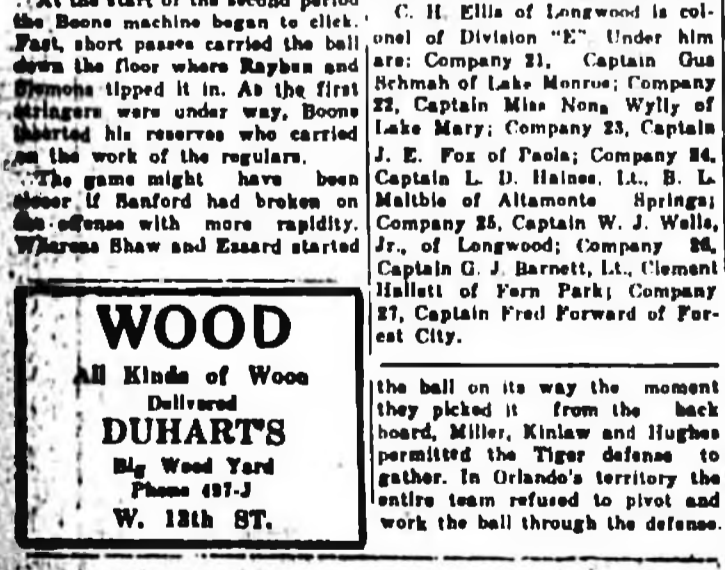 At the start of the second period
the Boone machine began to click.
Fast, short passes carried the ball
down the floor where Raybun and
Clemons tipped it in. As the first
stringers were under way, Boone
inserted his reserves who carried
on the work of the regulars.
The game might have been
closer if Sanford had broken on
the offense with more rapidity.
Whereas Shaw and Essard started
WOOD
All Kinds of Wood
Delivered
DUHART'S
Big Wood Yard
Phone 497-J
W. 13th ST.
C. H. Ellis of Longwood is col-
onel of Division "E" Under him
are: Company 21, Captain Gus
Schmah of Lake Monroe; Company
22, Captain Miss Nona Wylly of
Lake Mary; Company 23, Captain
J. E. Fox of Paola; Company 24,
Captain L. D. Haines, Lt., B. L.
Maltbie of Altamonte Springs;
Company 25, Captain W. J. Wells,
Jr., of Longwood; Company 26,
Captain G. J. Barnett, Lt., Clement
Hallett of Fern Park; Company
27, Captain Fred Forward of For-
est City.
the ball on its way the moment
they picked it from the back
board, Miller, Kinlaw and Hughes
permitted the Tiger defense to
gather. In Orlando's territory the
entire team refused to pivot and
work the ball through the defense.